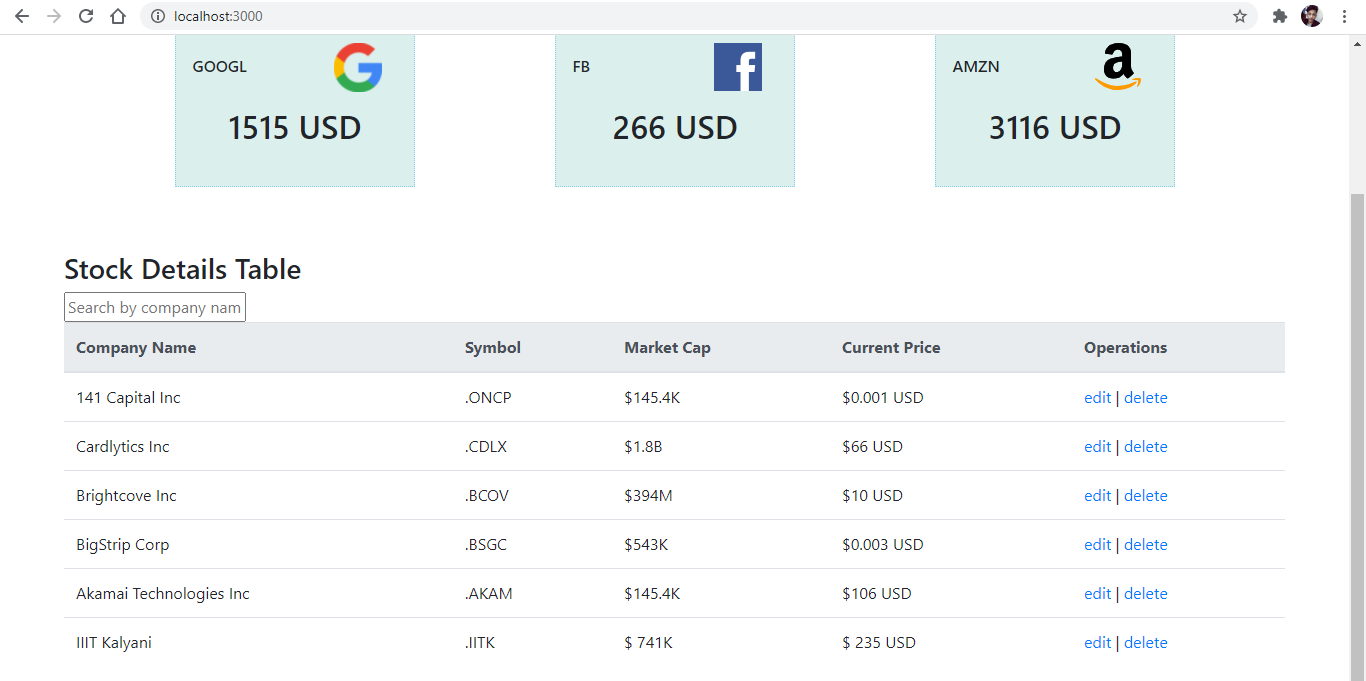 localhost:3000
GOOGL FB AMZN
1515 USD 266 USD 3116 USD
Stock Details Table
Search by company nam
Company Name Symbol Market Cap Current Price Operations
141 Capital Inc .ONCP $145.4K $0.001 USD edit | delete
Cardlytics Inc .CDLX $1.8B $66 USD edit | delete
Brightcove Inc .BCOV $394M $10 USD edit | delete
BigStrip Corp .BSGC $543K $0.003 USD edit | delete
Akamai Technologies Inc .AKAM $145.4K $106 USD edit | delete
IIIT Kalyani .IITK $ 741K $ 235 USD edit | delete